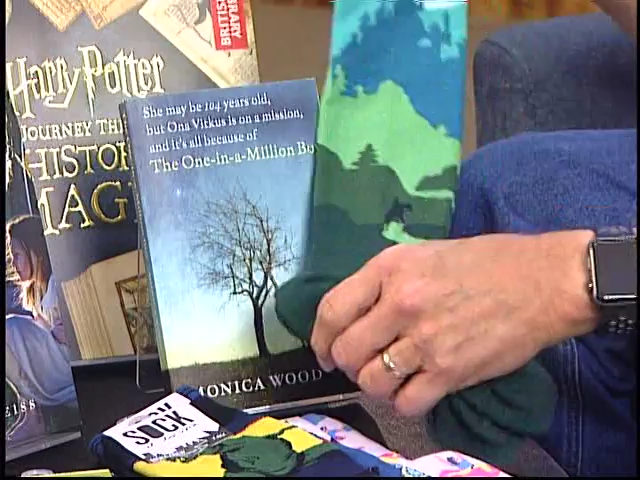 BRITISH
LIBRARY
Harry Potter
JOURNEY THR
HISTOR
MAG
She may be 104 years old,
but Ona Vitkus is on a mission,
and it's all because of
The One-in-a-Million Bo
MONICA WOOD
EISS
SOCK